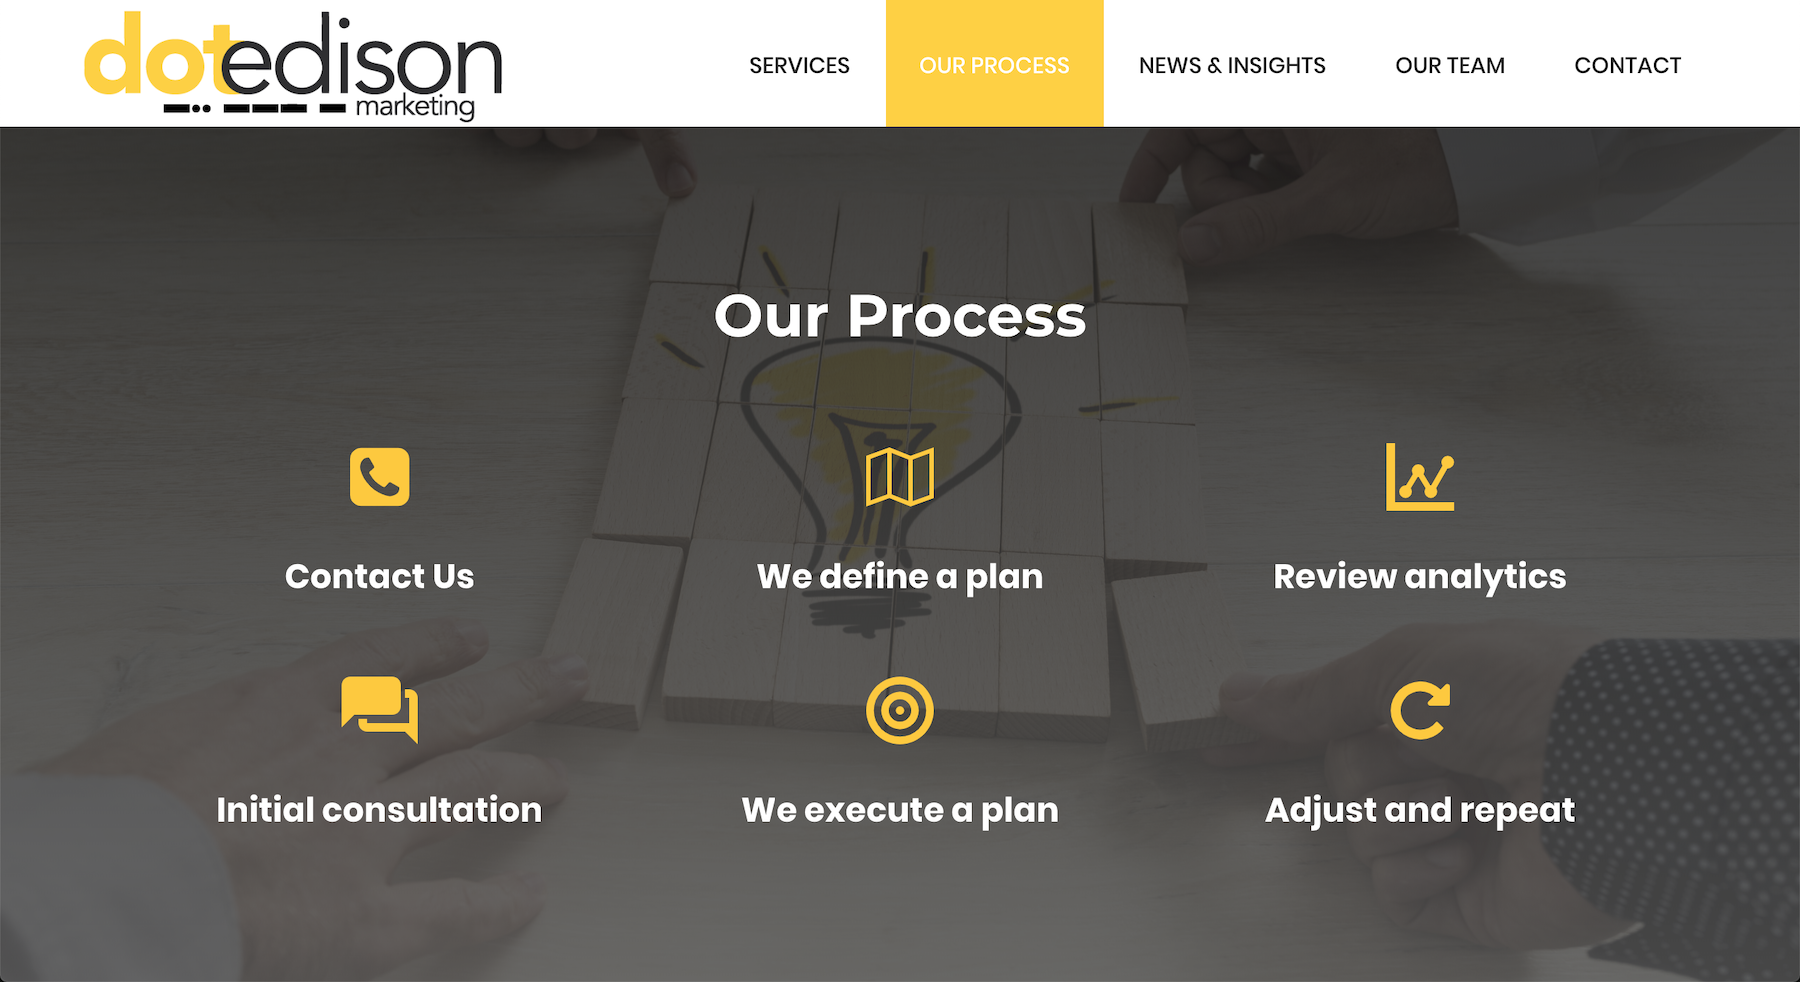 dotedison
marketing
SERVICES
OUR PROCESS
NEWS & INSIGHTS
OUR TEAM
CONTACT
Our Process
Contact Us
We define a plan
Review analytics
Initial consultation
We execute a plan
Adjust and repeat